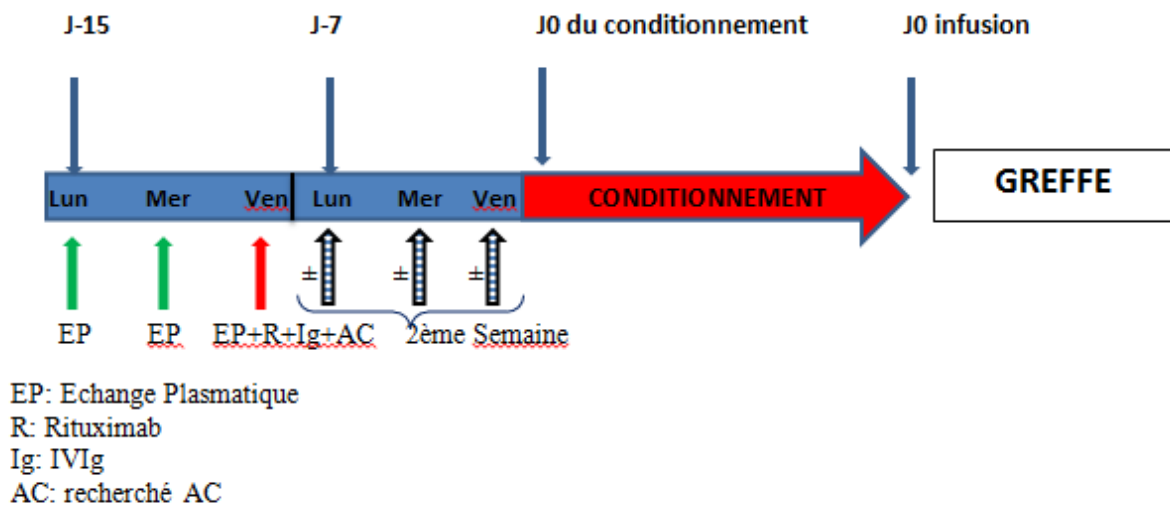 J-15 J-7 J0 du conditionnement J0 infusion
Lun Mer Ven Lun Mer Ven CONDITIONNEMENT GREFFE
± ± ±
EP EP EP+R+Ig+AC 2ème Semaine
EP: Echange Plasmatique
R: Rituximab
Ig: IVIg
AC: recherché AC